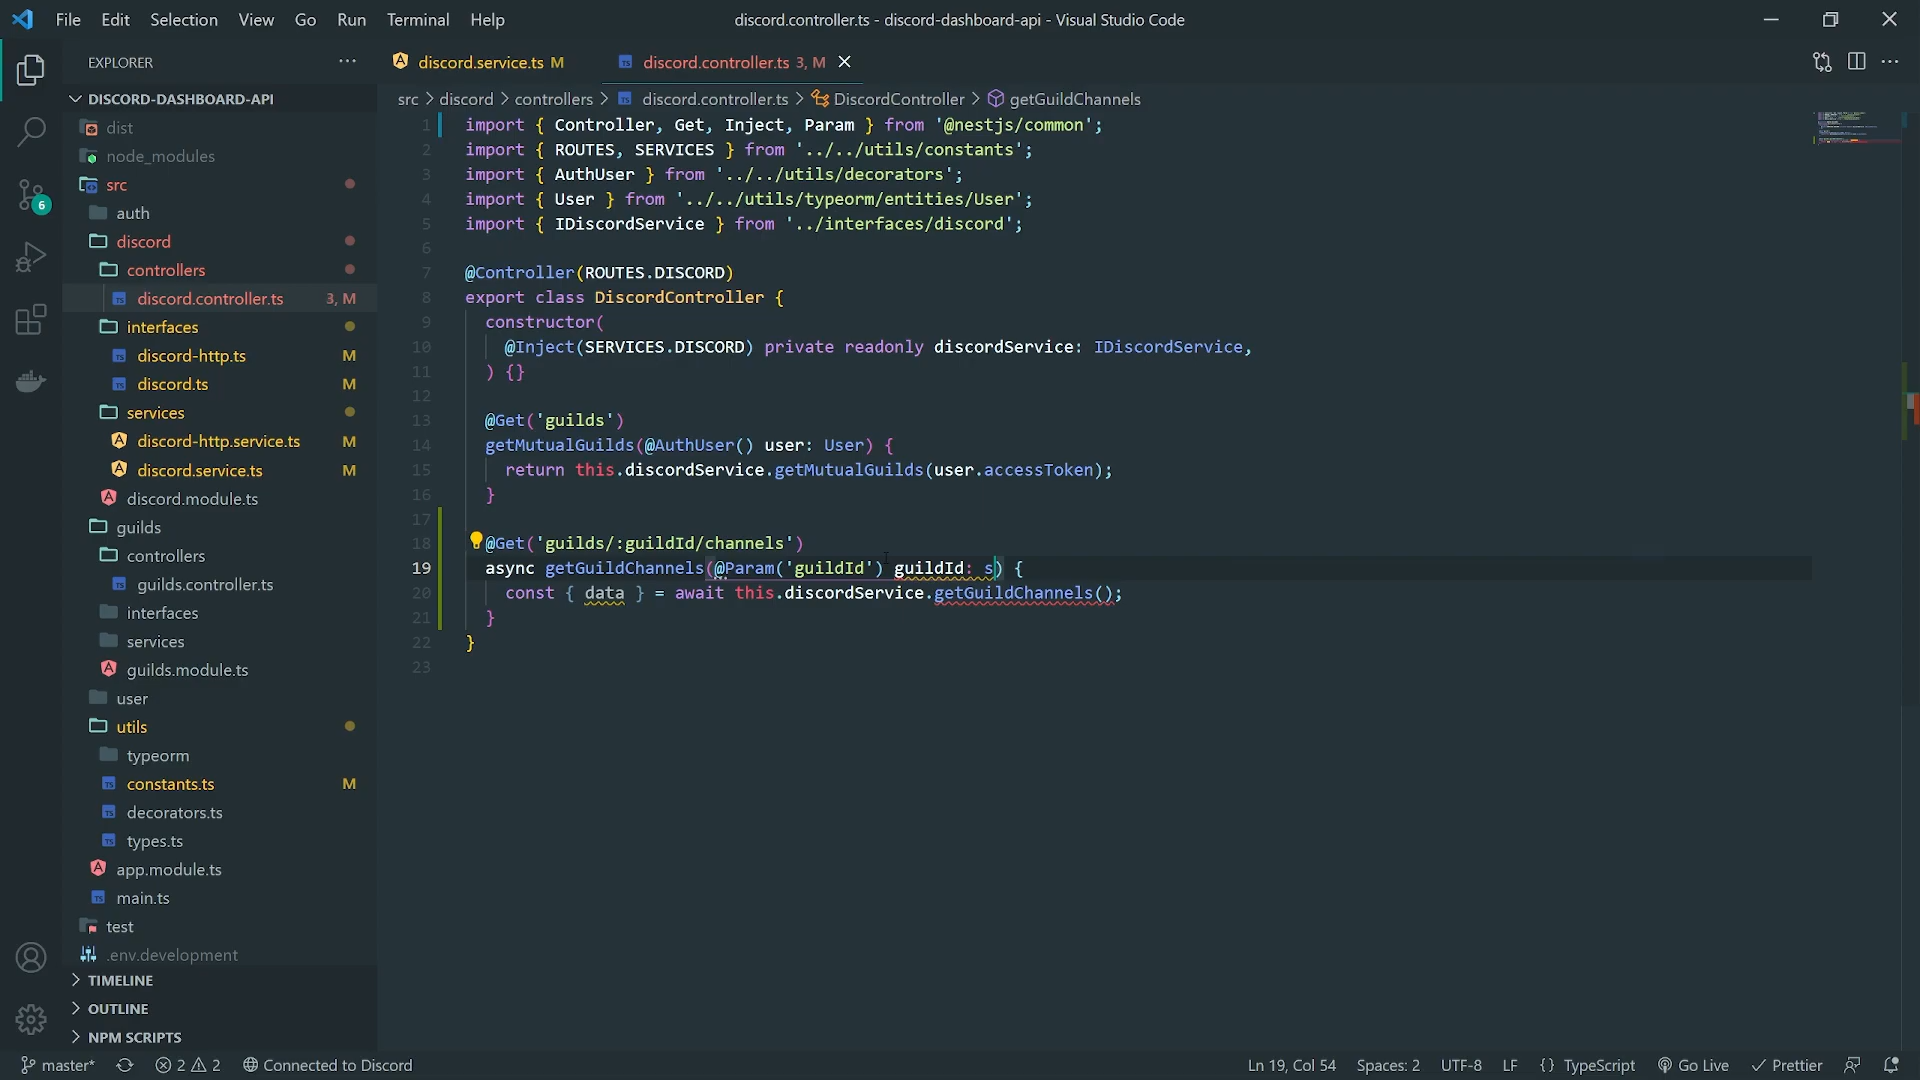 File Edit Selection View Go Run Terminal Help
discord.controller.ts - discord-dashboard-api - Visual Studio Code
EXPLORER
DISCORD-DASHBOARD-API
dist
node_modules
src
auth
discord
controllers
discord.controller.ts 3, M
interfaces
discord-http.ts M
discord.ts M
services
discord-http.service.ts M
discord.service.ts M
discord.module.ts
guilds
controllers
guilds.controller.ts
interfaces
services
guilds.module.ts
user
utils
typeorm
constants.ts M
decorators.ts
types.ts
app.module.ts
main.ts
test
.env.development
TIMELINE
OUTLINE
NPM SCRIPTS
6
discord.service.ts M
discord.controller.ts 3, M
src > discord > controllers > TS discord.controller.ts > DiscordController > getGuildChannels
1 import { Controller, Get, Inject, Param } from '@nestjs/common';
2 import { ROUTES, SERVICES } from '../../utils/constants';
3 import { AuthUser } from '../../utils/decorators';
4 import { User } from '../../utils/typeorm/entities/User';
5 import { IDiscordService } from '../interfaces/discord';
6
7 @Controller(ROUTES.DISCORD)
8 export class DiscordController {
9 constructor(
10 @Inject(SERVICES.DISCORD) private readonly discordService: IDiscordService,
11 ) {}
12
13 @Get('guilds')
14 getMutualGuilds(@AuthUser() user: User) {
15 return this.discordService.getMutualGuilds(user.accessToken);
16 }
17
18 @Get('guilds/:guildId/channels')
19 async getGuildChannels(@Param('guildId') guildId: s) {
20 const { data } = await this.discordService.getGuildChannels();
21 }
22 }
23
master* 2 2 Connected to Discord
Ln 19, Col 54 Spaces: 2 UTF-8 LF {} TypeScript Go Live Prettier